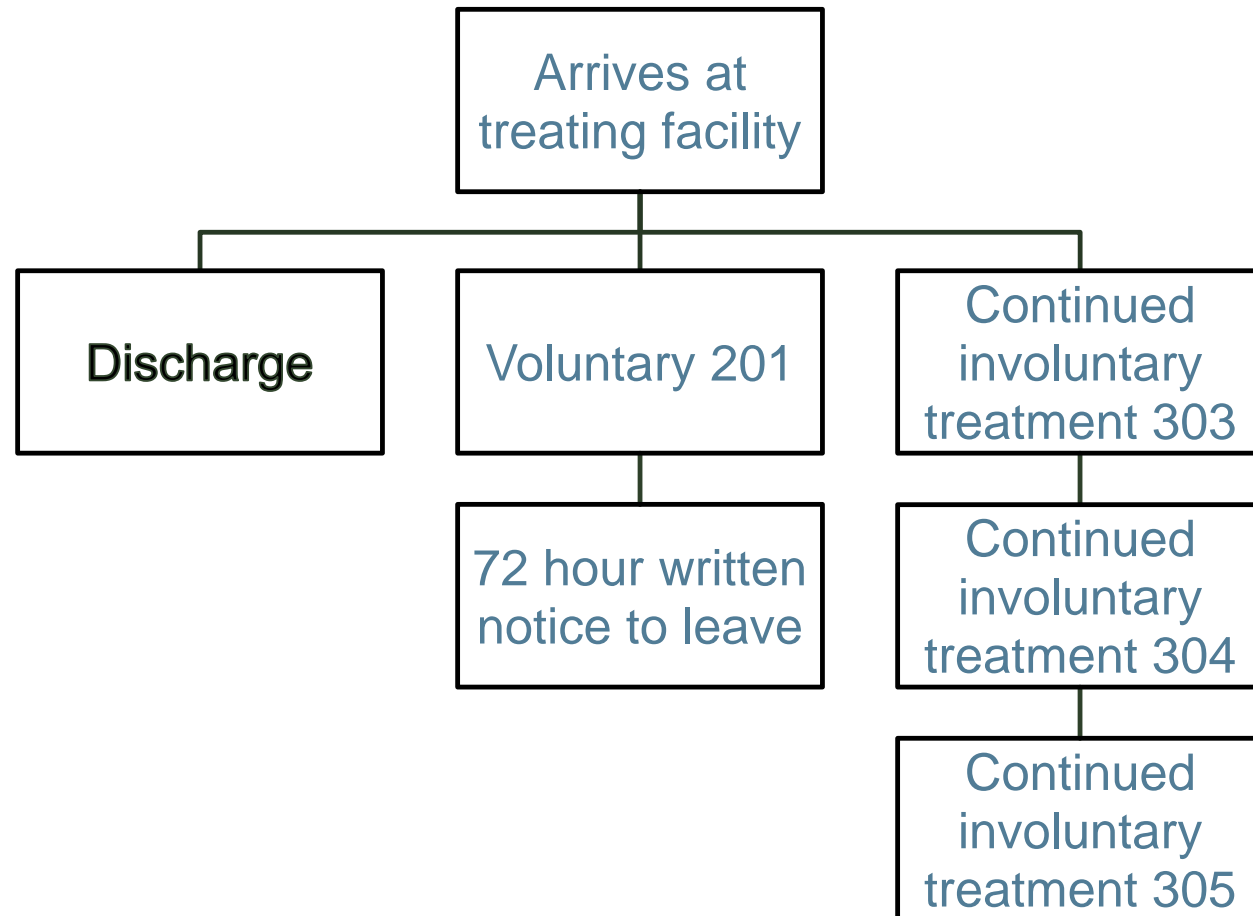 Arrives at
treating facility
Discharge
Voluntary 201
Continued
involuntary
treatment 303
72 hour written
notice to leave
Continued
involuntary
treatment 304
Continued
involuntary
treatment 305